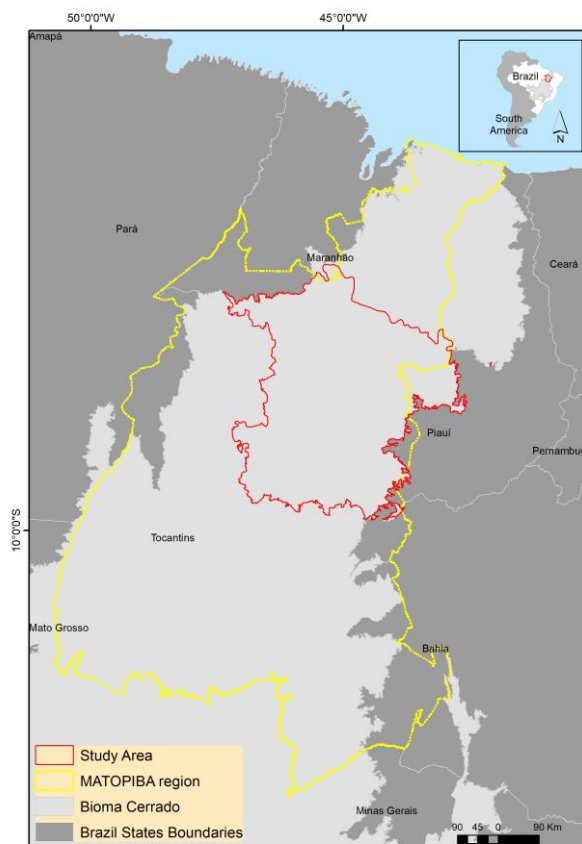 50°0'0"W
45°0'0"W
Amapá
Brazil
South
America
N
Pará
Maranhão
Ceará
Piauí
Pernambuc
10°0'0"S
Tocantins
Mato Grosso
Bahia
Study Area
MATOPIBA region
Bioma Cerrado
Brazil States Boundaries
Minas Gerais
90 45 0 90 Km